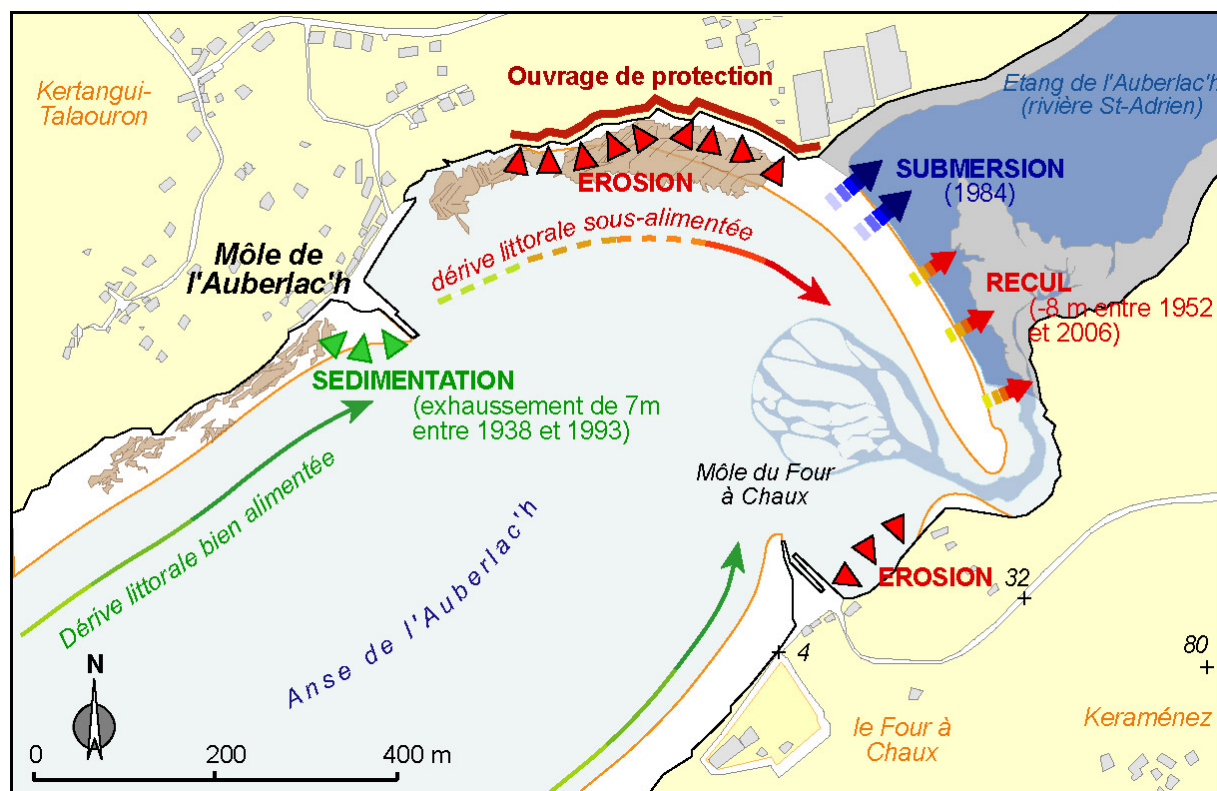 Kertangui-
Talaouron
Ouvrage de protection
Etang de l'Auberlac'h
(rivière St-Adrien)
SUBMERSION
(1984)
EROSION
Môle de
l'Auberlac'h
dérive littorale sous-alimentée
RECUL
(-8 m entre 1952
et 2006)
SEDIMENTATION
(exhaussement de 7m
entre 1938 et 1993)
Môle du Four
à Chaux
Dérive littorale bien alimentée
Anse de l'Auberlac'h
EROSION
32
4
80
N
le Four à
Chaux
Keraménez
0 200 400 m